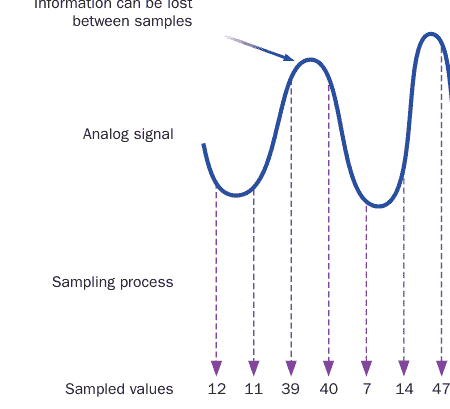 Information can be lost
between samples
Analog signal
Sampling process
Sampled values 12 11 39 40 7 14 47